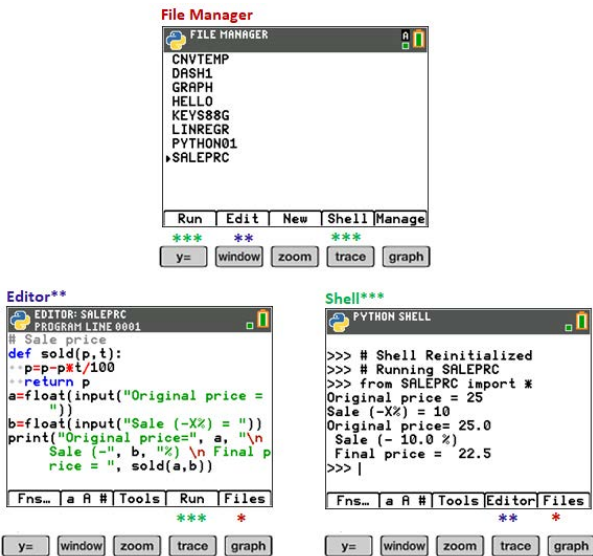 File Manager
FILE MANAGER
A
CNVTEMP
DASH1
GRAPH
HELLO
KEYS88G
LINREGR
PYTHON01
▸SALEPRC
Run Edit New Shell Manage
*** ** ***
y= window zoom trace graph
Editor**
EDITOR: SALEPRC
PROGRAM LINE 0001
# Sale price
def sold(p,t):
··p=p-p*t/100
··return p
a=float(input("Original price =
"))
b=float(input("Sale (-X%) = "))
print("Original price=", a, "\n
Sale (-", b, "%) \n Final p
rice = ", sold(a,b))
Fns… a A # Tools Run Files
*** *
y= window zoom trace graph
Shell***
PYTHON SHELL
>>> # Shell Reinitialized
>>> # Running SALEPRC
>>> from SALEPRC import *
Original price = 25
Sale (-X%) = 10
Original price= 25.0
Sale (- 10.0 %)
Final price = 22.5
>>> |
Fns… a A # Tools Editor Files
** *
y= window zoom trace graph